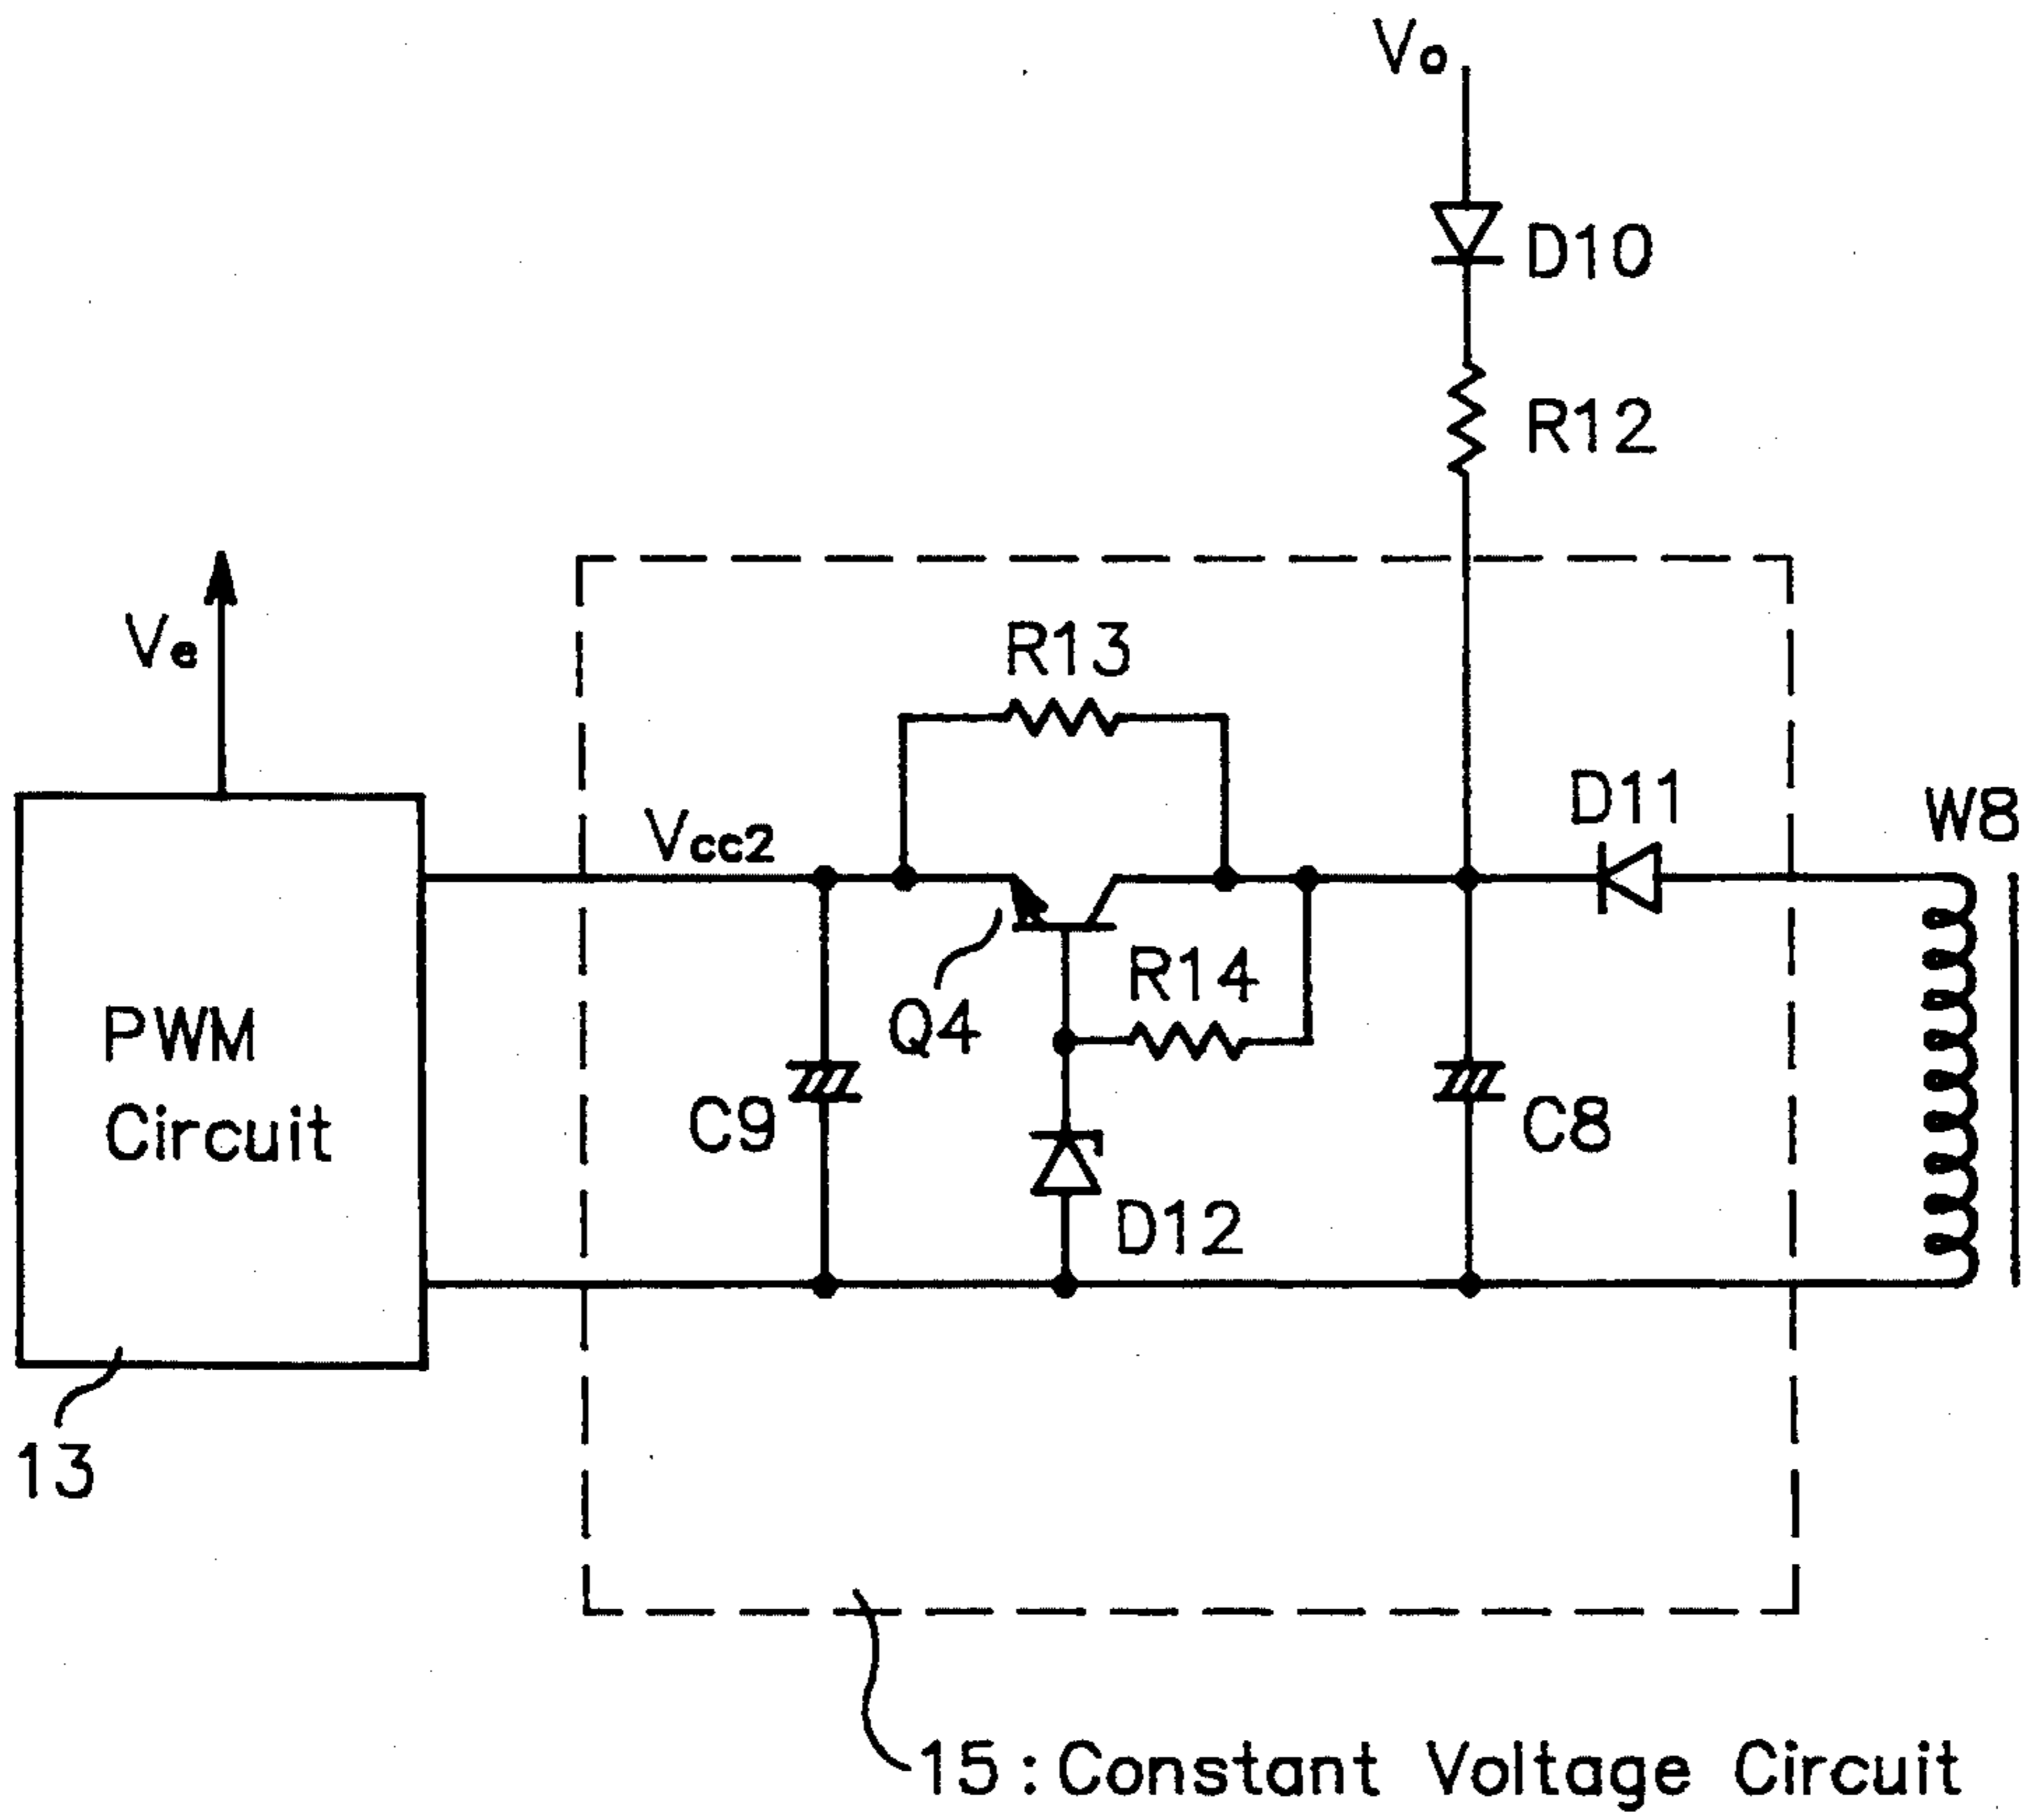 Vo
D10
R12
Ve
R13
D11
W8
Vcc2
R14
Q4
PWM
Circuit
C9
C8
D12
13
15:Constant Voltage Circuit